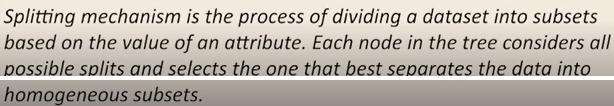 Splitting mechanism is the process of dividing a dataset into subsets
based on the value of an attribute. Each node in the tree considers all
possible splits and selects the one that best separates the data into
homogeneous subsets.